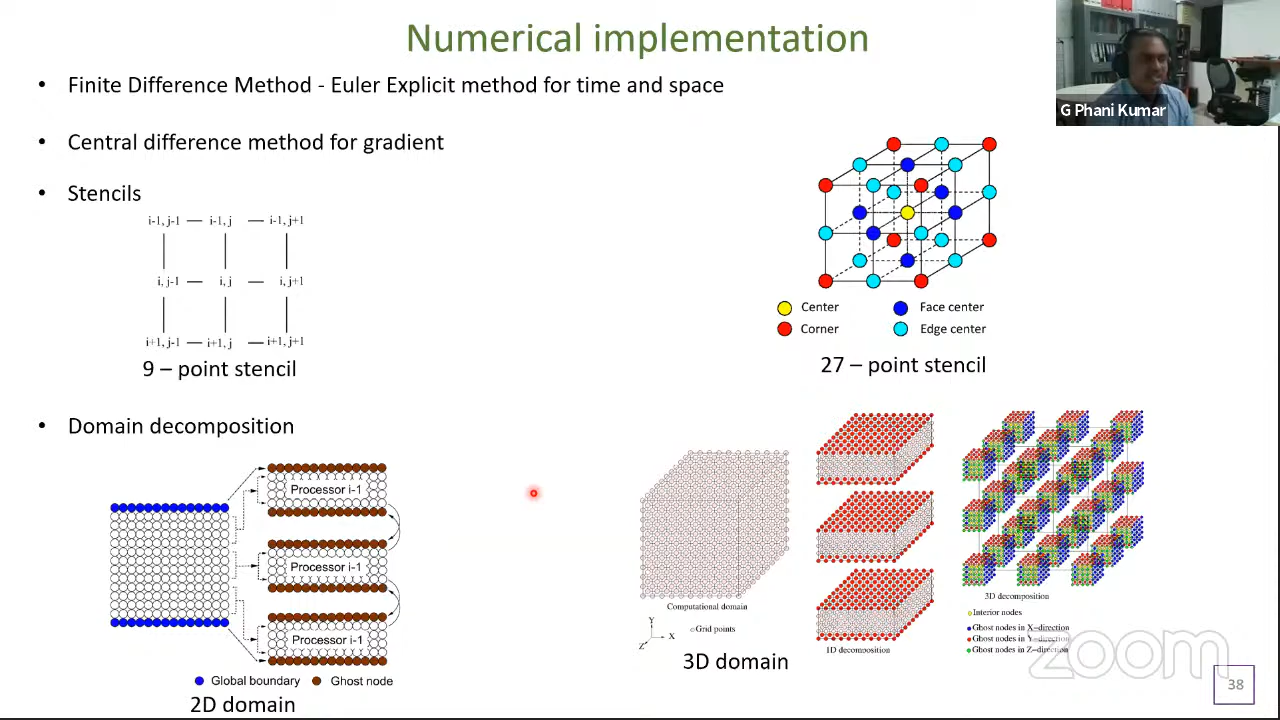 Numerical implementation
G Phani Kumar
• Finite Difference Method - Euler Explicit method for time and space
• Central difference method for gradient
• Stencils
i-1, j-1 — i-1, j — i-1, j+1
i, j-1 — i, j — i, j+1
i+1, j-1 — i+1, j — i+1, j+1
9 – point stencil
Center
Face center
Corner
Edge center
27 – point stencil
• Domain decomposition
Processor i-1
Processor i-1
Processor i-1
Global boundary
Ghost node
2D domain
Computational domain
Grid points
Y
X
Z
3D domain
1D decomposition
3D decomposition
Interior nodes
Ghost nodes in X-direction
Ghost nodes in Y-direction
Ghost nodes in Z-direction
zoom
38